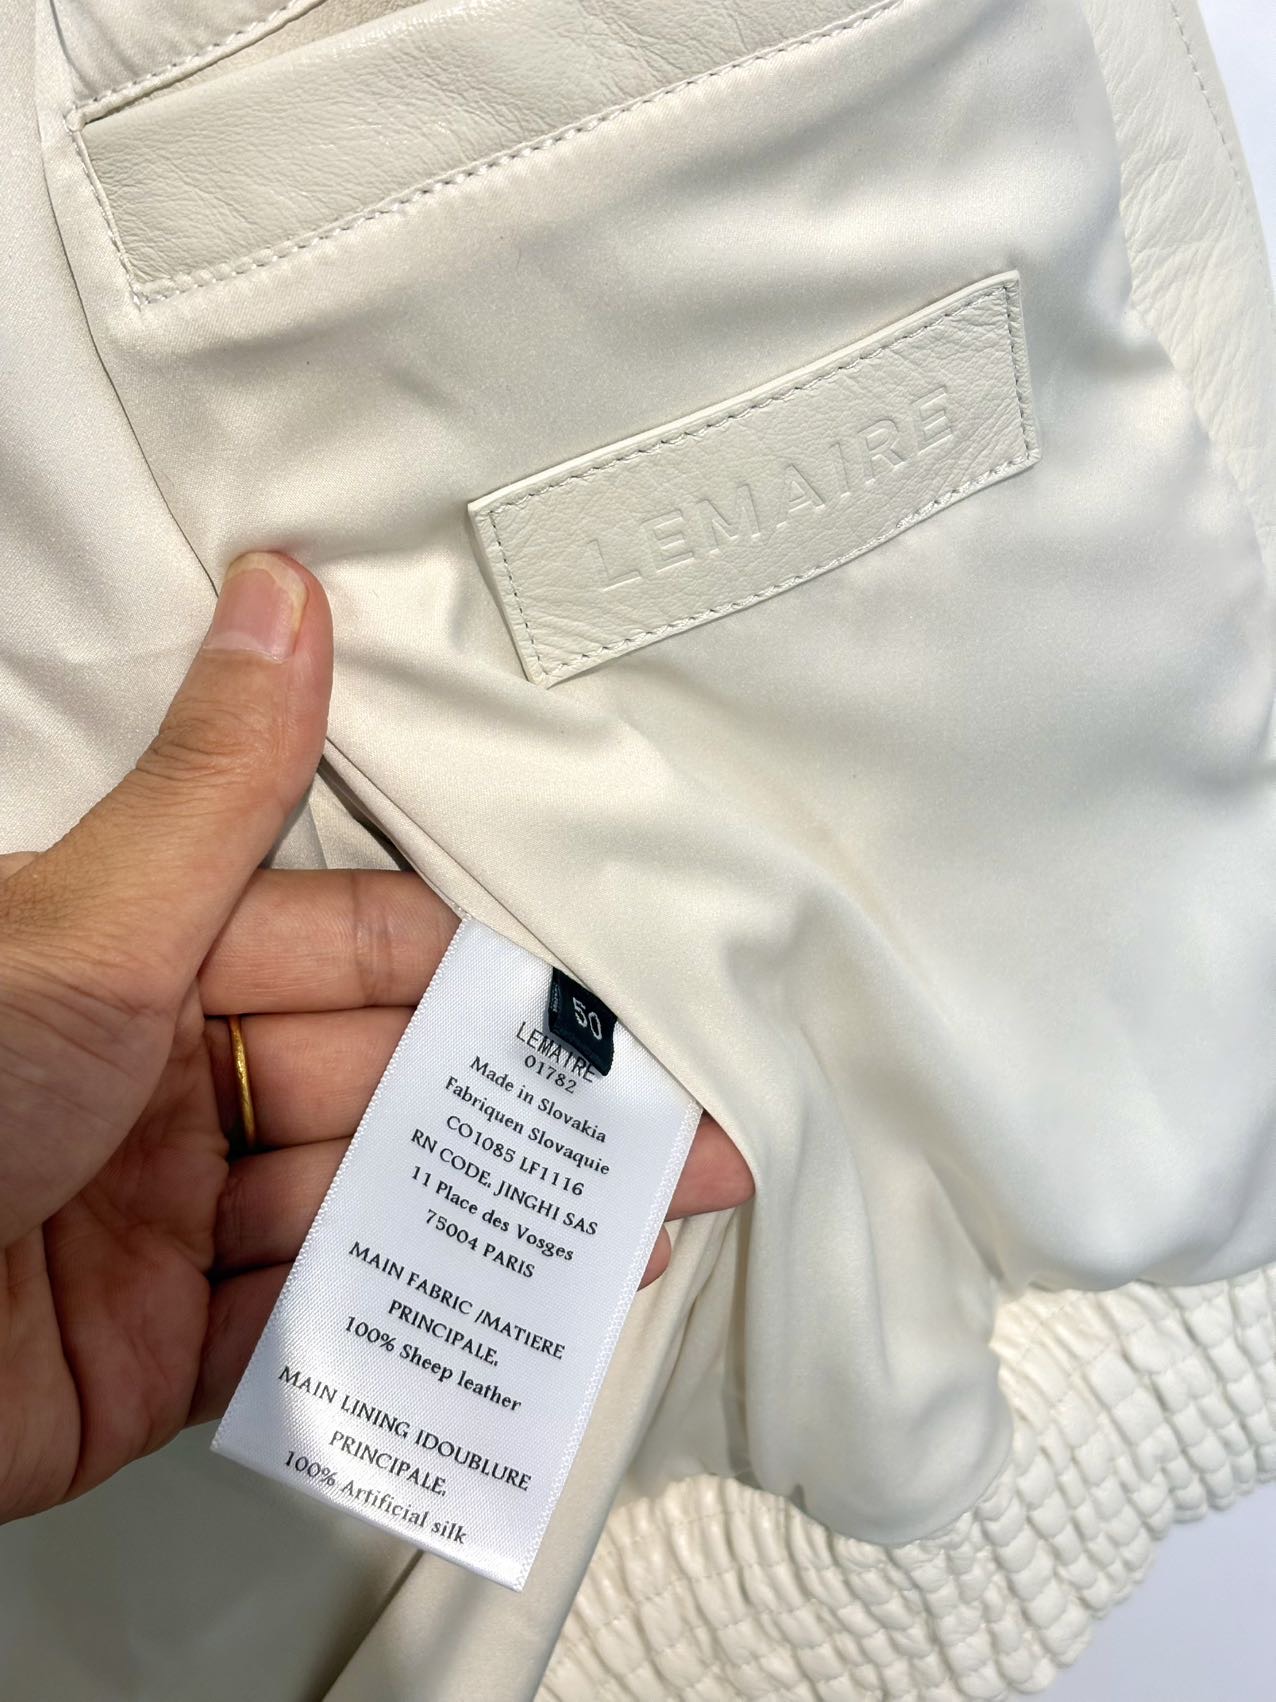 LEMAIRE
50
LEMAIRE
01782
Made in Slovakia
Fabriquen Slovaquie
CO1085 LF1116
RN CODE. JINGHI SAS
11 Place des Vosges
75004 PARIS
MAIN FABRIC /MATIERE
PRINCIPALE.
100% Sheep leather
MAIN LINING IDOUBLURE
PRINCIPALE.
100% Artificial silk